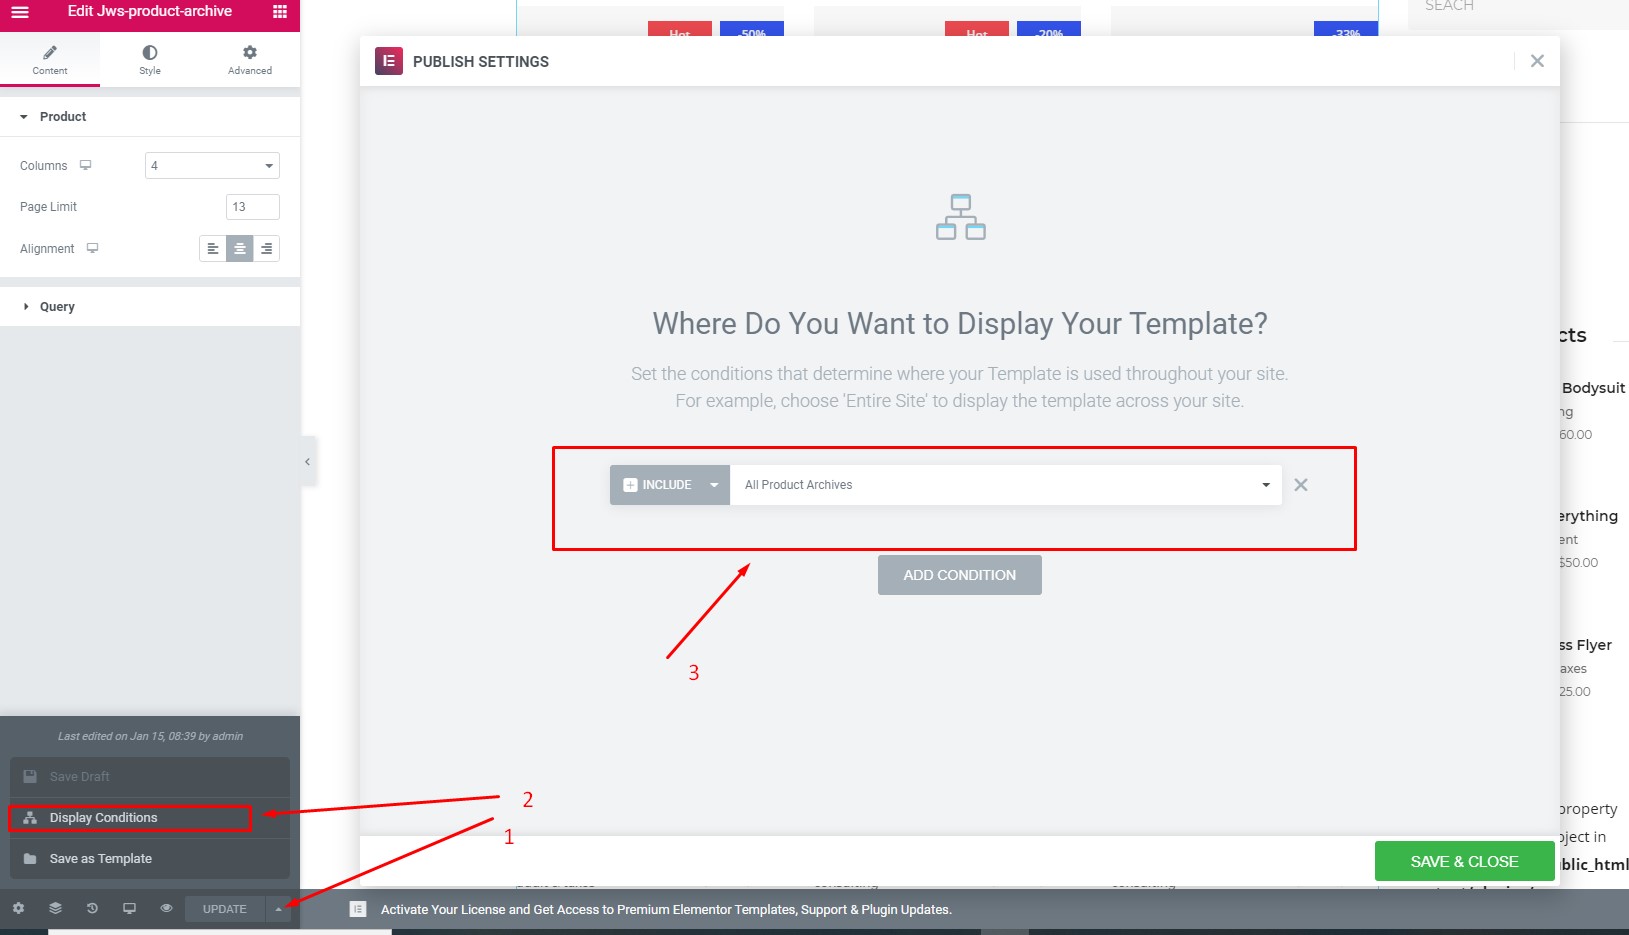 Edit Jws-product-archive
Content
Style
Advanced
Product
Columns
4
Page Limit
13
Alignment
Query
Last edited on Jan 15, 08:39 by admin
Save Draft
Display Conditions
Save as Template
UPDATE
Hot
-50%
Hot
-20%
-33%
SEACH
PUBLISH SETTINGS
Where Do You Want to Display Your Template?
Set the conditions that determine where your Template is used throughout your site.
For example, choose 'Entire Site' to display the template across your site.
INCLUDE
All Product Archives
ADD CONDITION
3
2
1
SAVE & CLOSE
cts
Bodysuit
ng
60.00
erything
ent
$50.00
ss Flyer
axes
25.00
property
bject in
ublic_html
consulting
consulting
Activate Your License and Get Access to Premium Elementor Templates, Support & Plugin Updates.